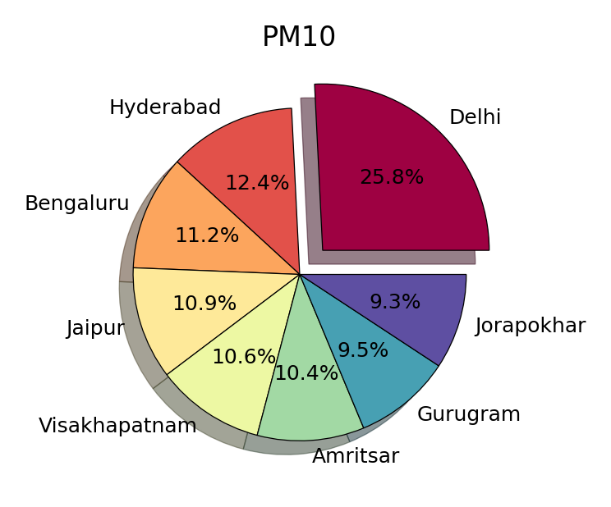 PM10
Delhi
25.8%
Hyderabad
12.4%
Bengaluru
11.2%
Jaipur
10.9%
Visakhapatnam
10.6%
Amritsar
10.4%
Gurugram
9.5%
Jorapokhar
9.3%